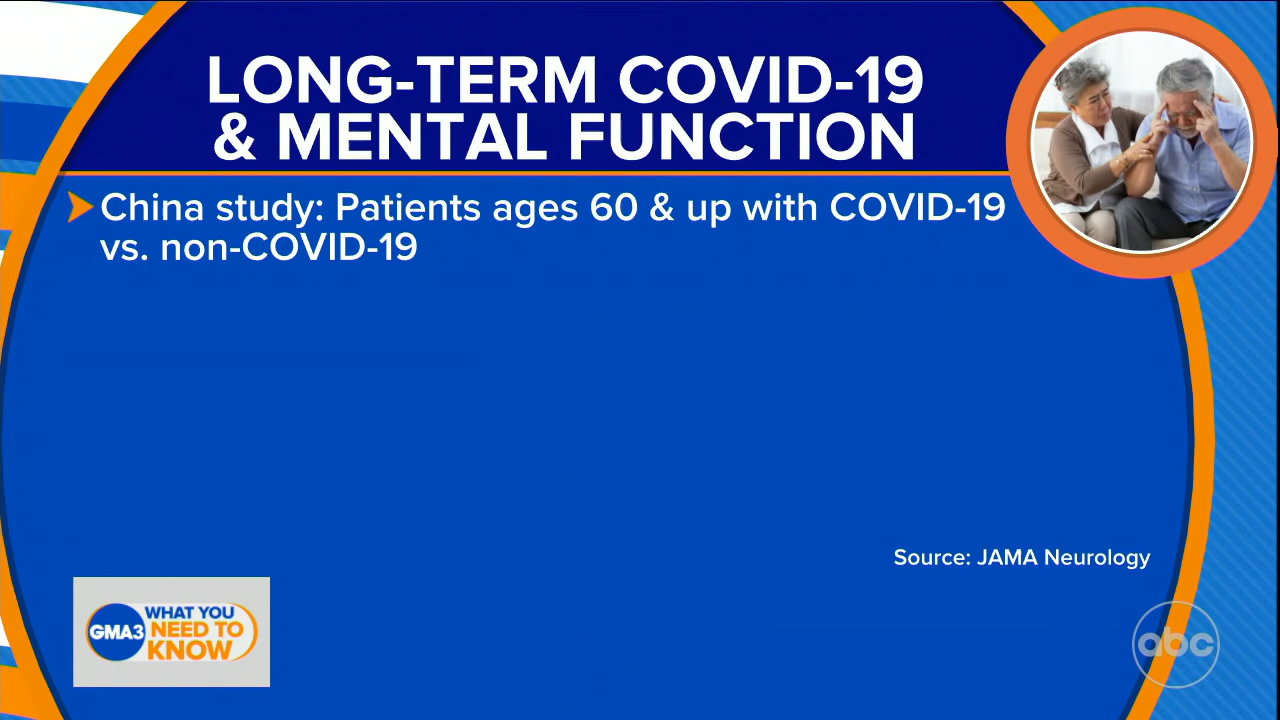 LONG-TERM COVID-19
& MENTAL FUNCTION
China study: Patients ages 60 & up with COVID-19
vs. non-COVID-19
Source: JAMA Neurology
GMA3
WHAT YOU
NEED TO
KNOW
abc